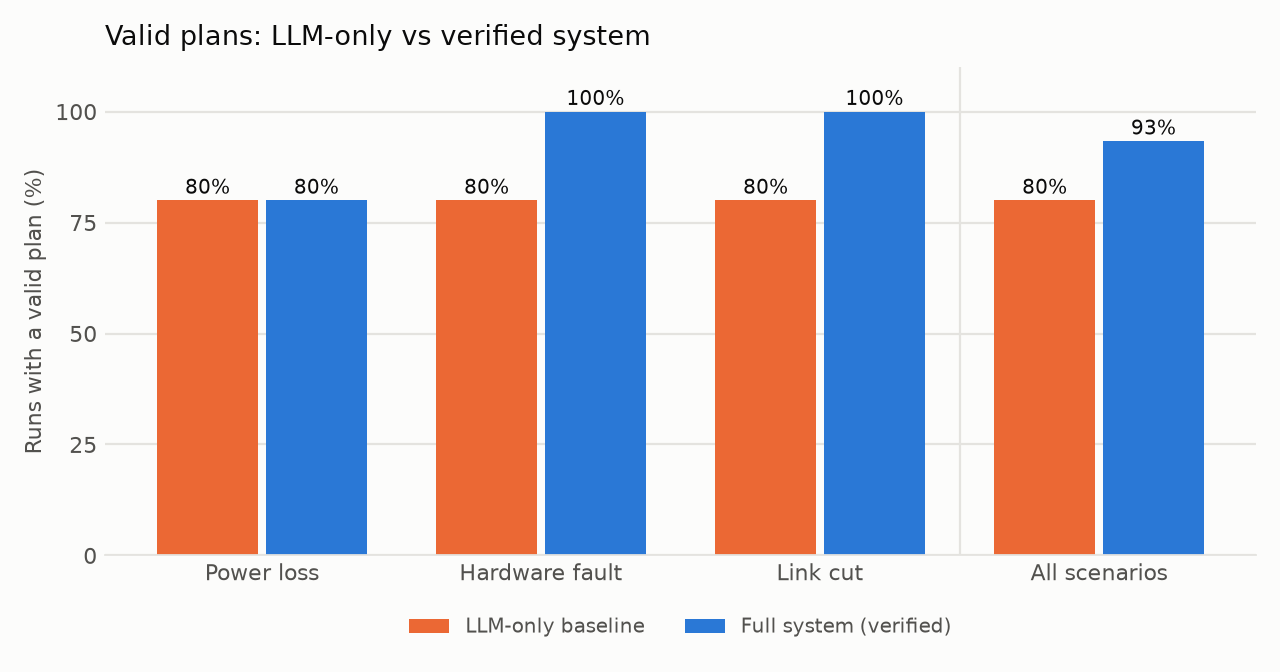 Valid plans: LLM-only vs verified system
Runs with a valid plan (%)
100
75
50
25
0
80%
80%
80%
100%
80%
100%
80%
93%
Power loss
Hardware fault
Link cut
All scenarios
LLM-only baseline
Full system (verified)